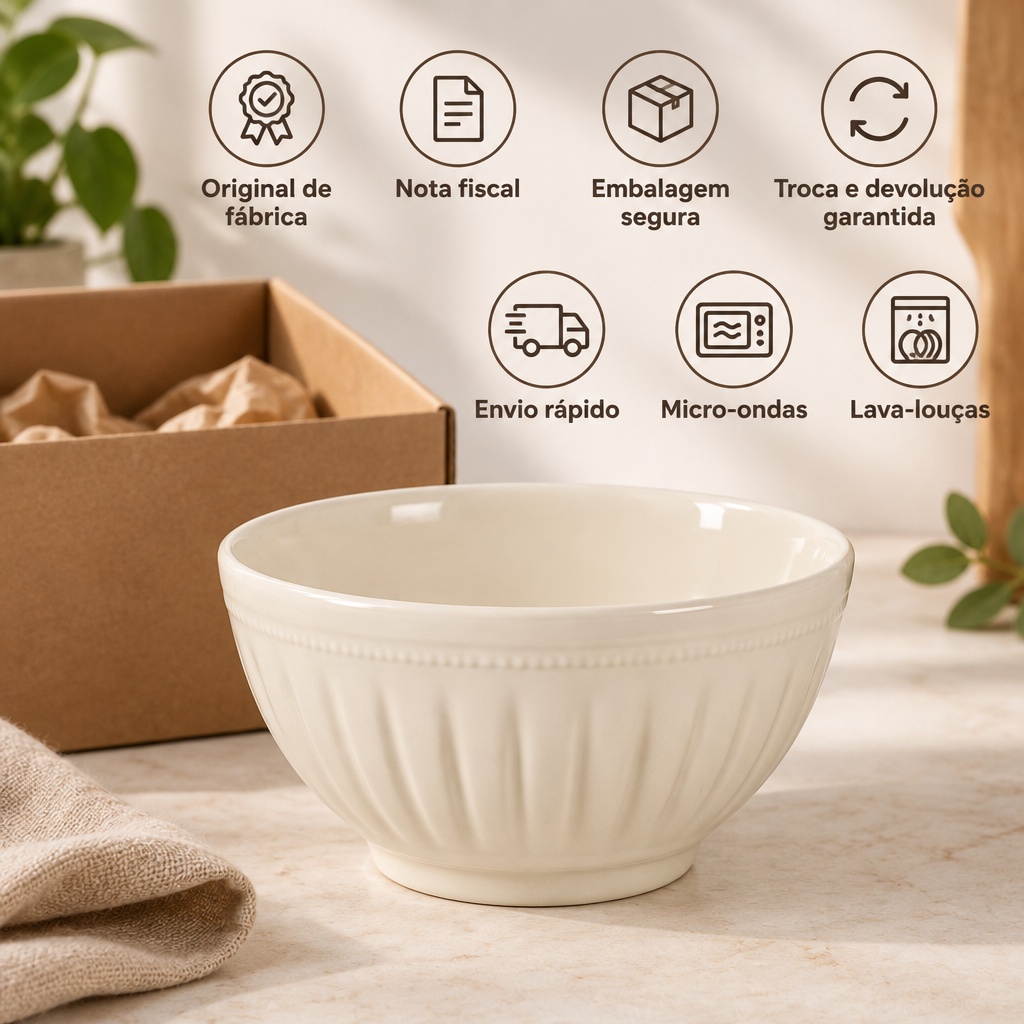 Original de
fábrica
Nota fiscal
Embalagem
segura
Troca e devolução
garantida
Envio rápido
Micro-ondas
Lava-louças